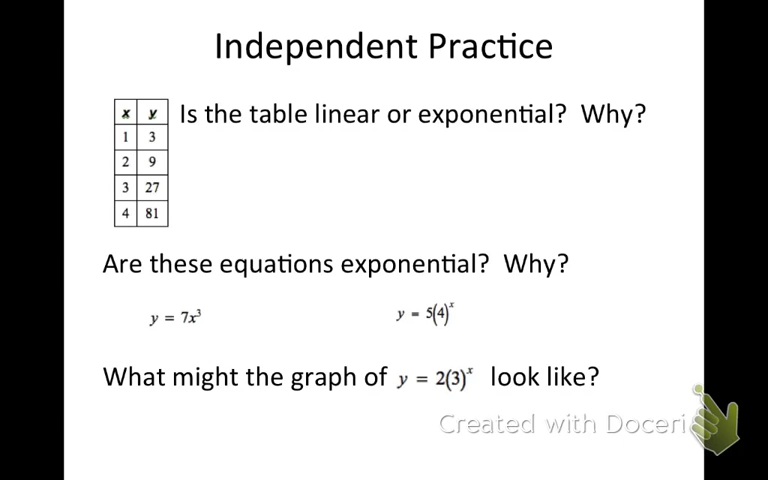 Independent Practice
x y Is the table linear or exponential? Why?
1 3
2 9
3 27
4 81
Are these equations exponential? Why?
y = 7x³ y = 5(4)ˣ
What might the graph of y = 2(3)ˣ look like?
Created with Doceri